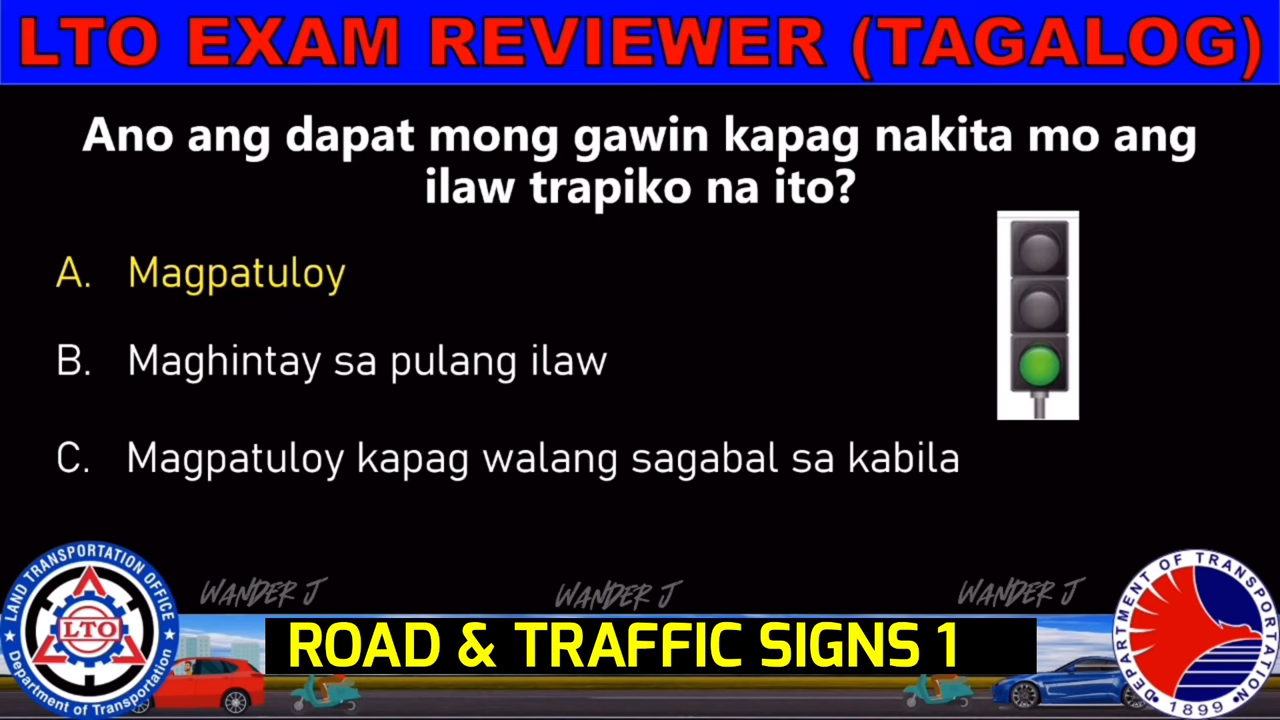 LTO EXAM REVIEWER (TAGALOG)
Ano ang dapat mong gawin kapag nakita mo ang
ilaw trapiko na ito?
A. Magpatuloy
B. Maghintay sa pulang ilaw
C. Magpatuloy kapag walang sagabal sa kabila
WANDER J
WANDER J
WANDER J
LAND TRANSPORTATION OFFICE
LTO
Department of Transportation
ROAD & TRAFFIC SIGNS 1
DEPARTMENT OF TRANSPORTATION
1899